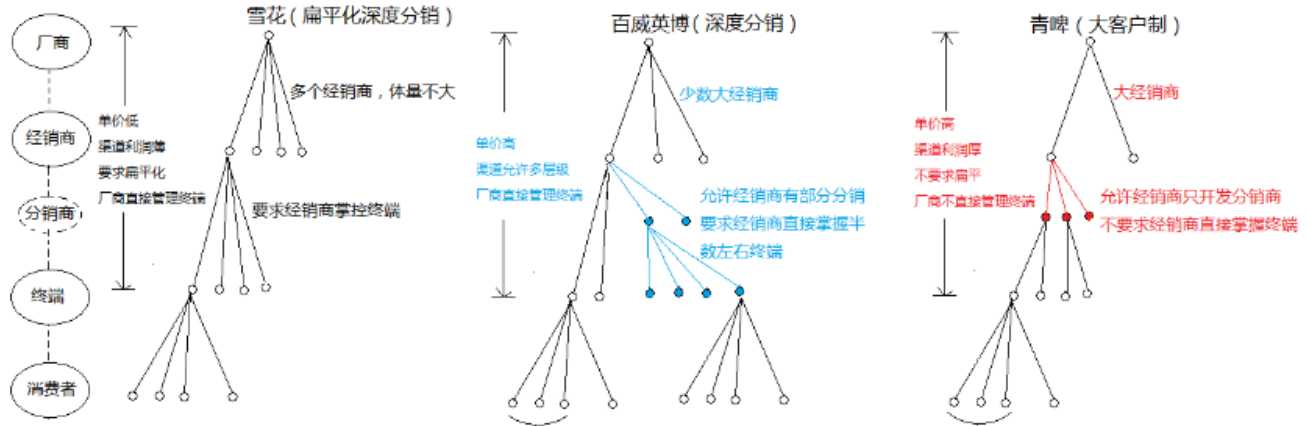 雪花(扁平化深度分销)
百威英博(深度分销)
青啤(大客户制)
厂商
经销商
分销商
终端
消费者
多个经销商,体量不大
单价低
渠道利润薄
要求扁平化
厂商直接管理终端
要求经销商掌控终端
少数大经销商
单价高
渠道允许多层级
厂商直接管理终端
允许经销商有部分分销
要求经销商直接掌握半
数左右终端
大经销商
单价高
渠道利润厚
不要求扁平
厂商不直接管理终端
允许经销商只开发分销商
不要求经销商直接掌握终端